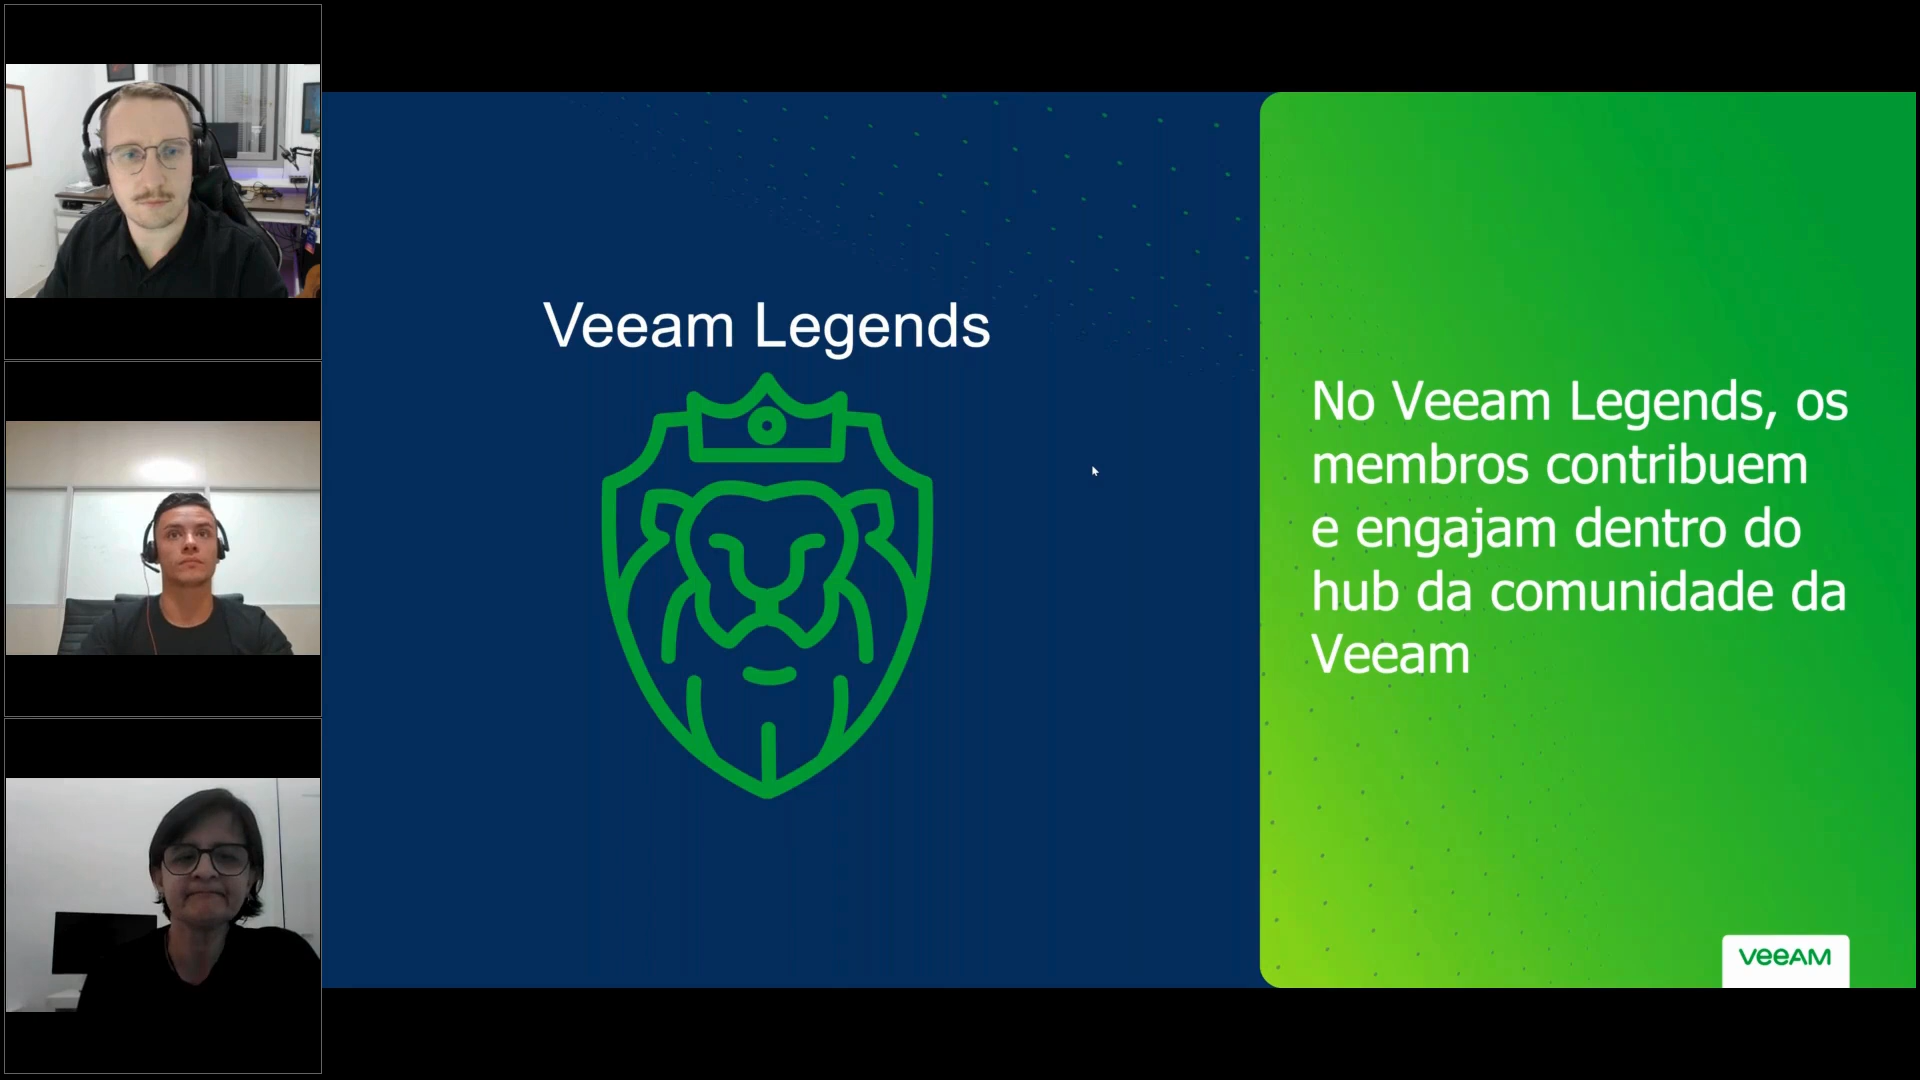 Veeam Legends
No Veeam Legends, os
membros contribuem
e engajam dentro do
hub da comunidade da
Veeam
veeAM